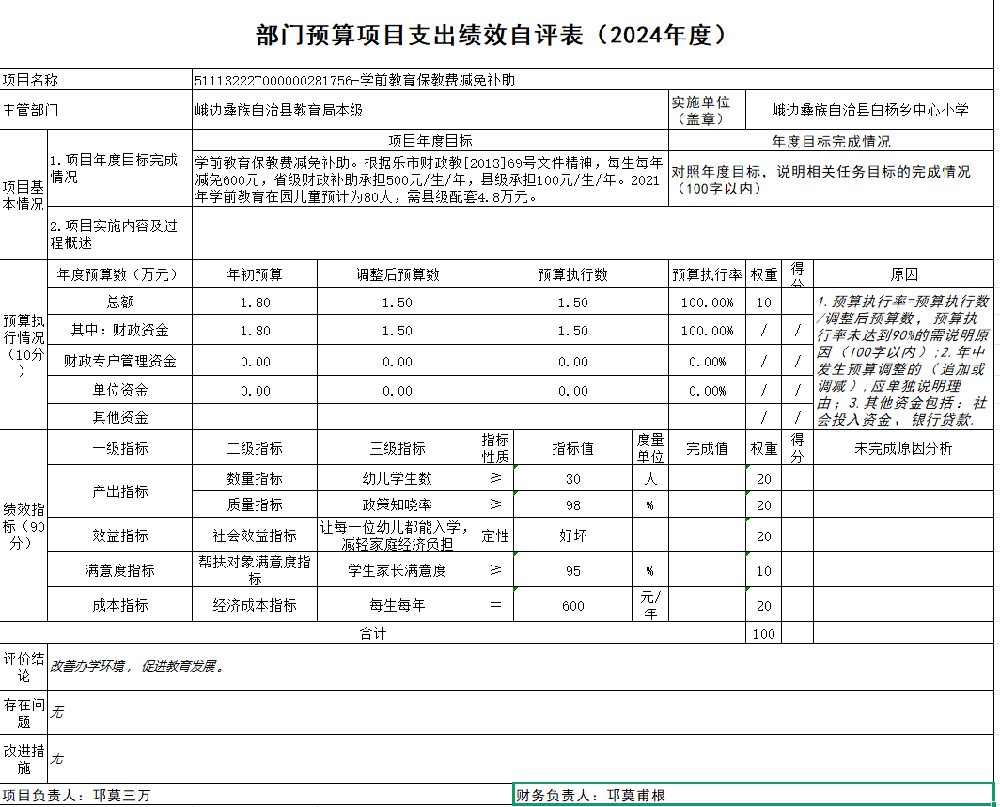 部门预算项目支出绩效自评表（2024年度）
项目名称 51113222T000000281756-学前教育保教费减免补助
主管部门 峨边彝族自治县教育局本级 实施单位（盖章） 峨边彝族自治县白杨乡中心小学
项目基本情况
1.项目年度目标完成情况
项目年度目标 年度目标完成情况
学前教育保教费减免补助。根据乐市财政教[2013]69号文件精神，每生每年
减免600元，省级财政补助承担500元/生/年，县级承担100元/生/年。2021
年学前教育在园儿童预计为80人，需县级配套4.8万元。
对照年度目标，说明相关任务目标的完成情况
（100字以内）
2.项目实施内容及过程概述
预算执行情况（10分）
年度预算数（万元） 年初预算 调整后预算数 预算执行数 预算执行率 权重 得分 原因
总额 1.80 1.50 1.50 100.00% 10
其中：财政资金 1.80 1.50 1.50 100.00% / /
财政专户管理资金 0.00 0.00 0.00 0.00% / /
单位资金 0.00 0.00 0.00 0.00% / /
其他资金 / /
1.预算执行率=预算执行数
/调整后预算数，预算执
行率未达到90%的需说明原
因（100字以内）;2.年中
发生预算调整的（追加或
调减）,应单独说明理
由；3.其他资金包括：社
会投入资金、银行贷款.
绩效指标（90分）
一级指标 二级指标 三级指标 指标性质 指标值 度量单位 完成值 权重 得分 未完成原因分析
产出指标 数量指标 幼儿学生数 ≥ 30 人 20
质量指标 政策知晓率 ≥ 98 % 20
效益指标 社会效益指标 让每一位幼儿都能入学，减轻家庭经济负担 定性 好坏 20
满意度指标 帮扶对象满意度指标 学生家长满意度 ≥ 95 % 10
成本指标 经济成本指标 每生每年 ＝ 600 元/年 20
合计 100
评价结论 改善办学环境，促进教育发展。
存在问题 无
改进措施 无
项目负责人：邛莫三万 财务负责人：邛莫甫根